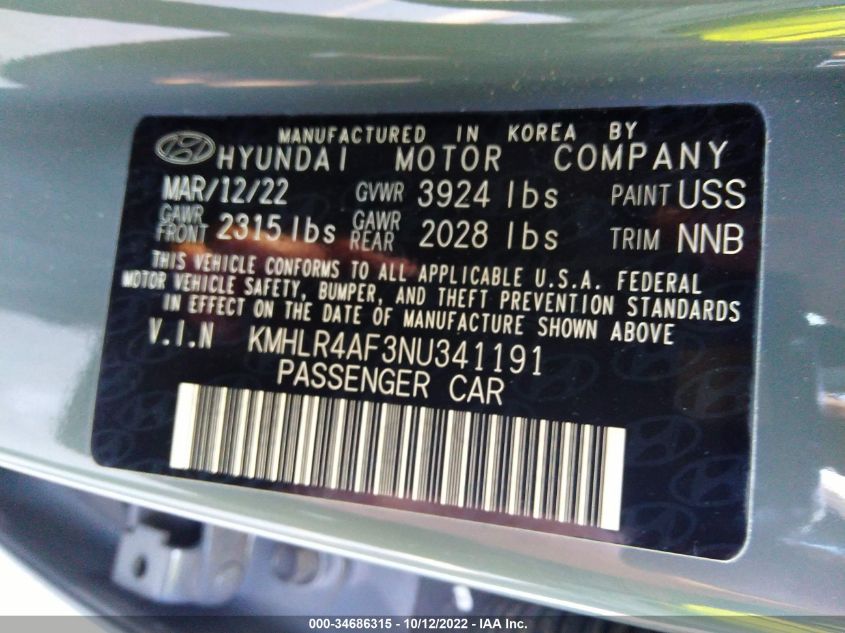 MANUFACTURED IN KOREA BY
HYUNDAI MOTOR COMPANY
MAR/12/22 GVWR 3924 lbs PAINT USS
GAWR FRONT 2315 lbs GAWR REAR 2028 lbs TRIM NNB
THIS VEHICLE CONFORMS TO ALL APPLICABLE U.S.A. FEDERAL
MOTOR VEHICLE SAFETY, BUMPER, AND THEFT PREVENTION STANDARDS
IN EFFECT ON THE DATE OF MANUFACTURE SHOWN ABOVE
V.I.N KMHLR4AF3NU341191
PASSENGER CAR
000-34686315 - 10/12/2022 - IAA Inc.